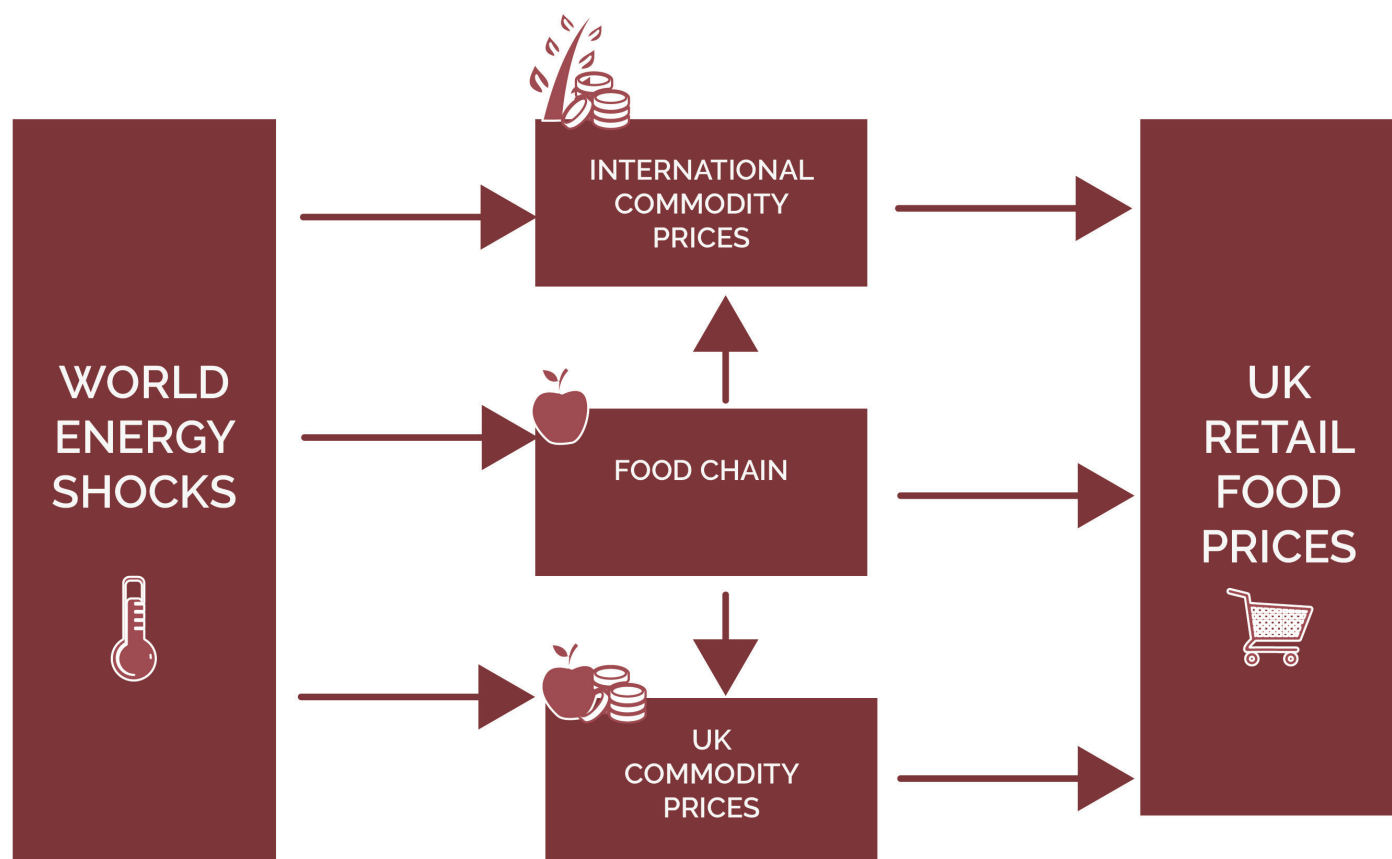 WORLD
ENERGY
SHOCKS
INTERNATIONAL
COMMODITY
PRICES
FOOD CHAIN
UK
COMMODITY
PRICES
UK
RETAIL
FOOD
PRICES